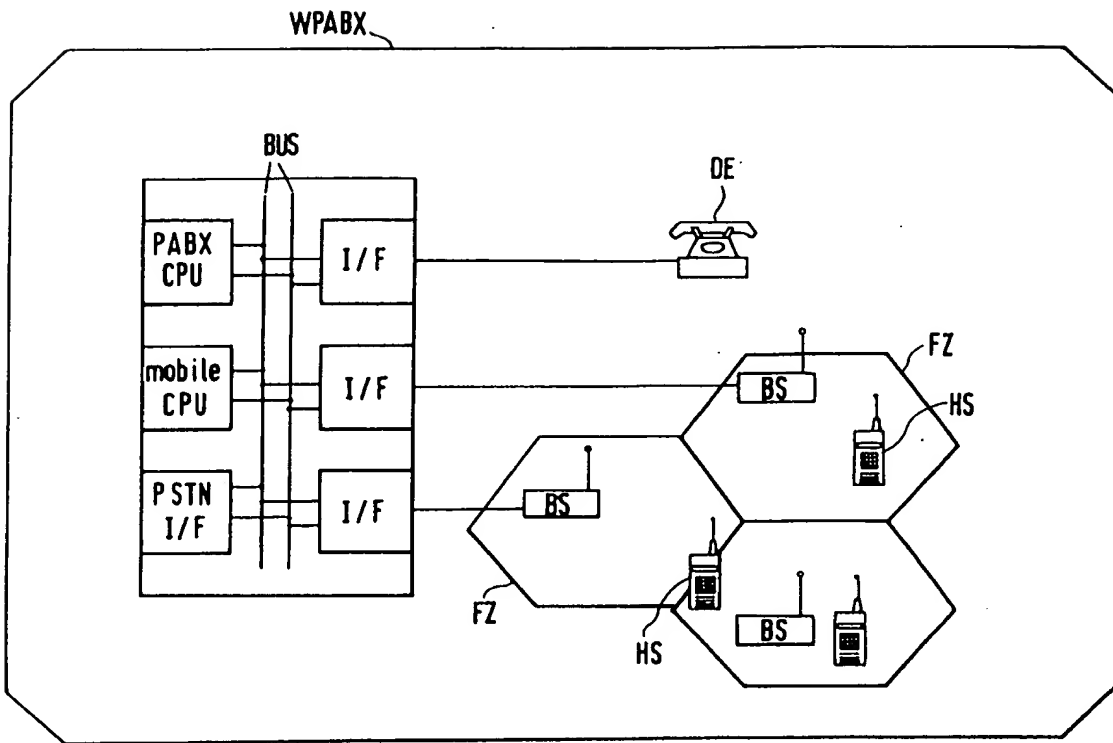 WPABX
BUS
DE
PABX
CPU
I/F
mobile
CPU
I/F
FZ
BS
HS
PSTN
I/F
I/F
BS
FZ
HS
BS